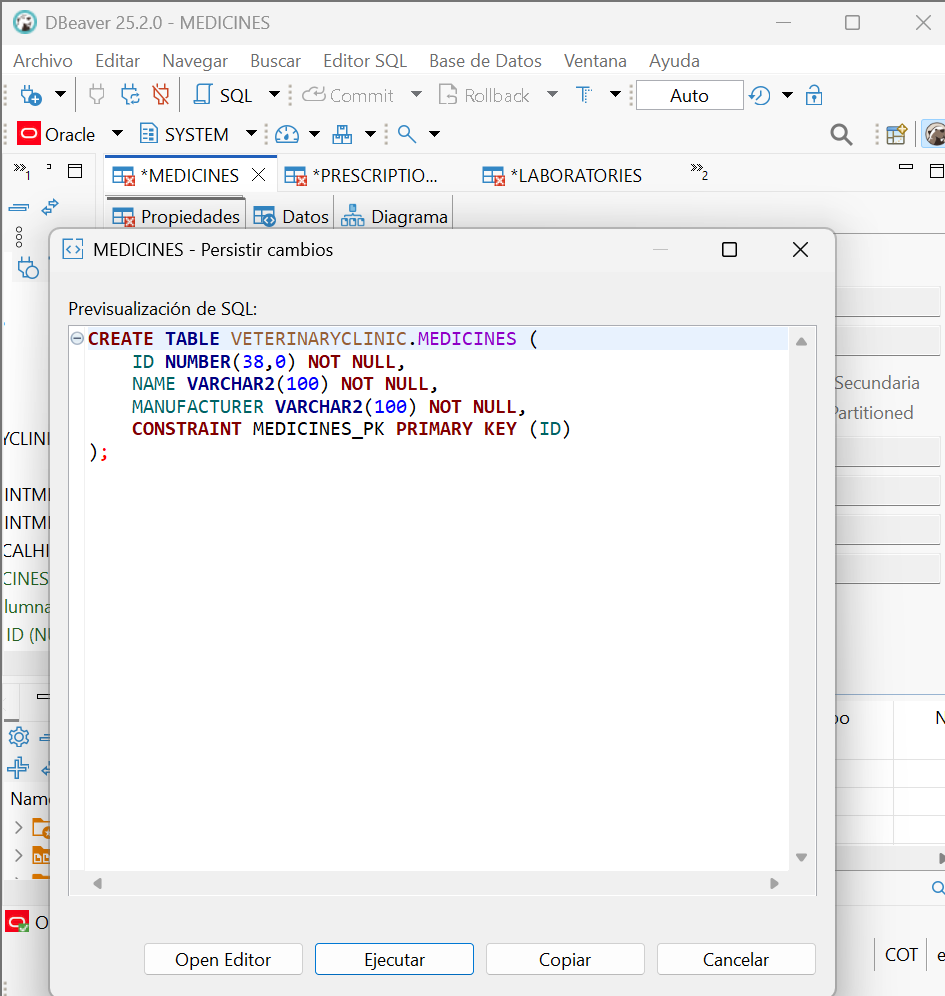 DBeaver 25.2.0 - MEDICINES
Archivo Editar Navegar Buscar Editor SQL Base de Datos Ventana Ayuda
SQL Commit Rollback Auto
Oracle SYSTEM
*MEDICINES *PRESCRIPTIO... *LABORATORIES
Propiedades Datos Diagrama
MEDICINES - Persistir cambios
Previsualización de SQL:
CREATE TABLE VETERINARYCLINIC.MEDICINES (
ID NUMBER(38,0) NOT NULL,
NAME VARCHAR2(100) NOT NULL,
MANUFACTURER VARCHAR2(100) NOT NULL,
CONSTRAINT MEDICINES_PK PRIMARY KEY (ID)
);
Secundaria
Partitioned
YCLINI
INTM
INTM
CALHI
CINES
lumna
ID (NU
Name
Open Editor Ejecutar Copiar Cancelar
COT